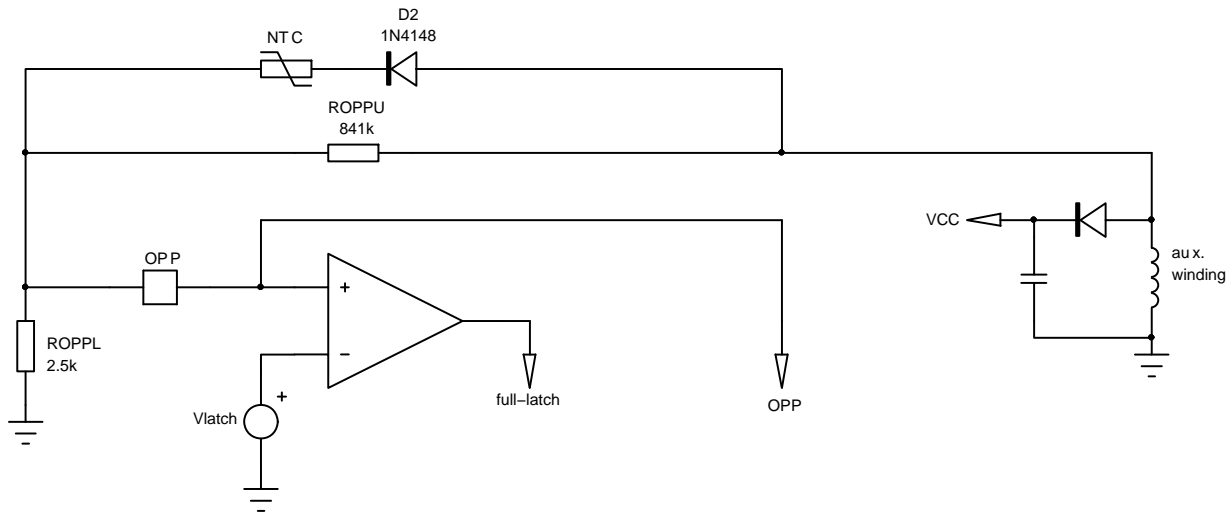 D2
NTC
1N4148
ROPPU
841k
VCC
aux.
winding
OPP
+
−
ROPPL
2.5k
+
Vlatch
full−latch
OPP